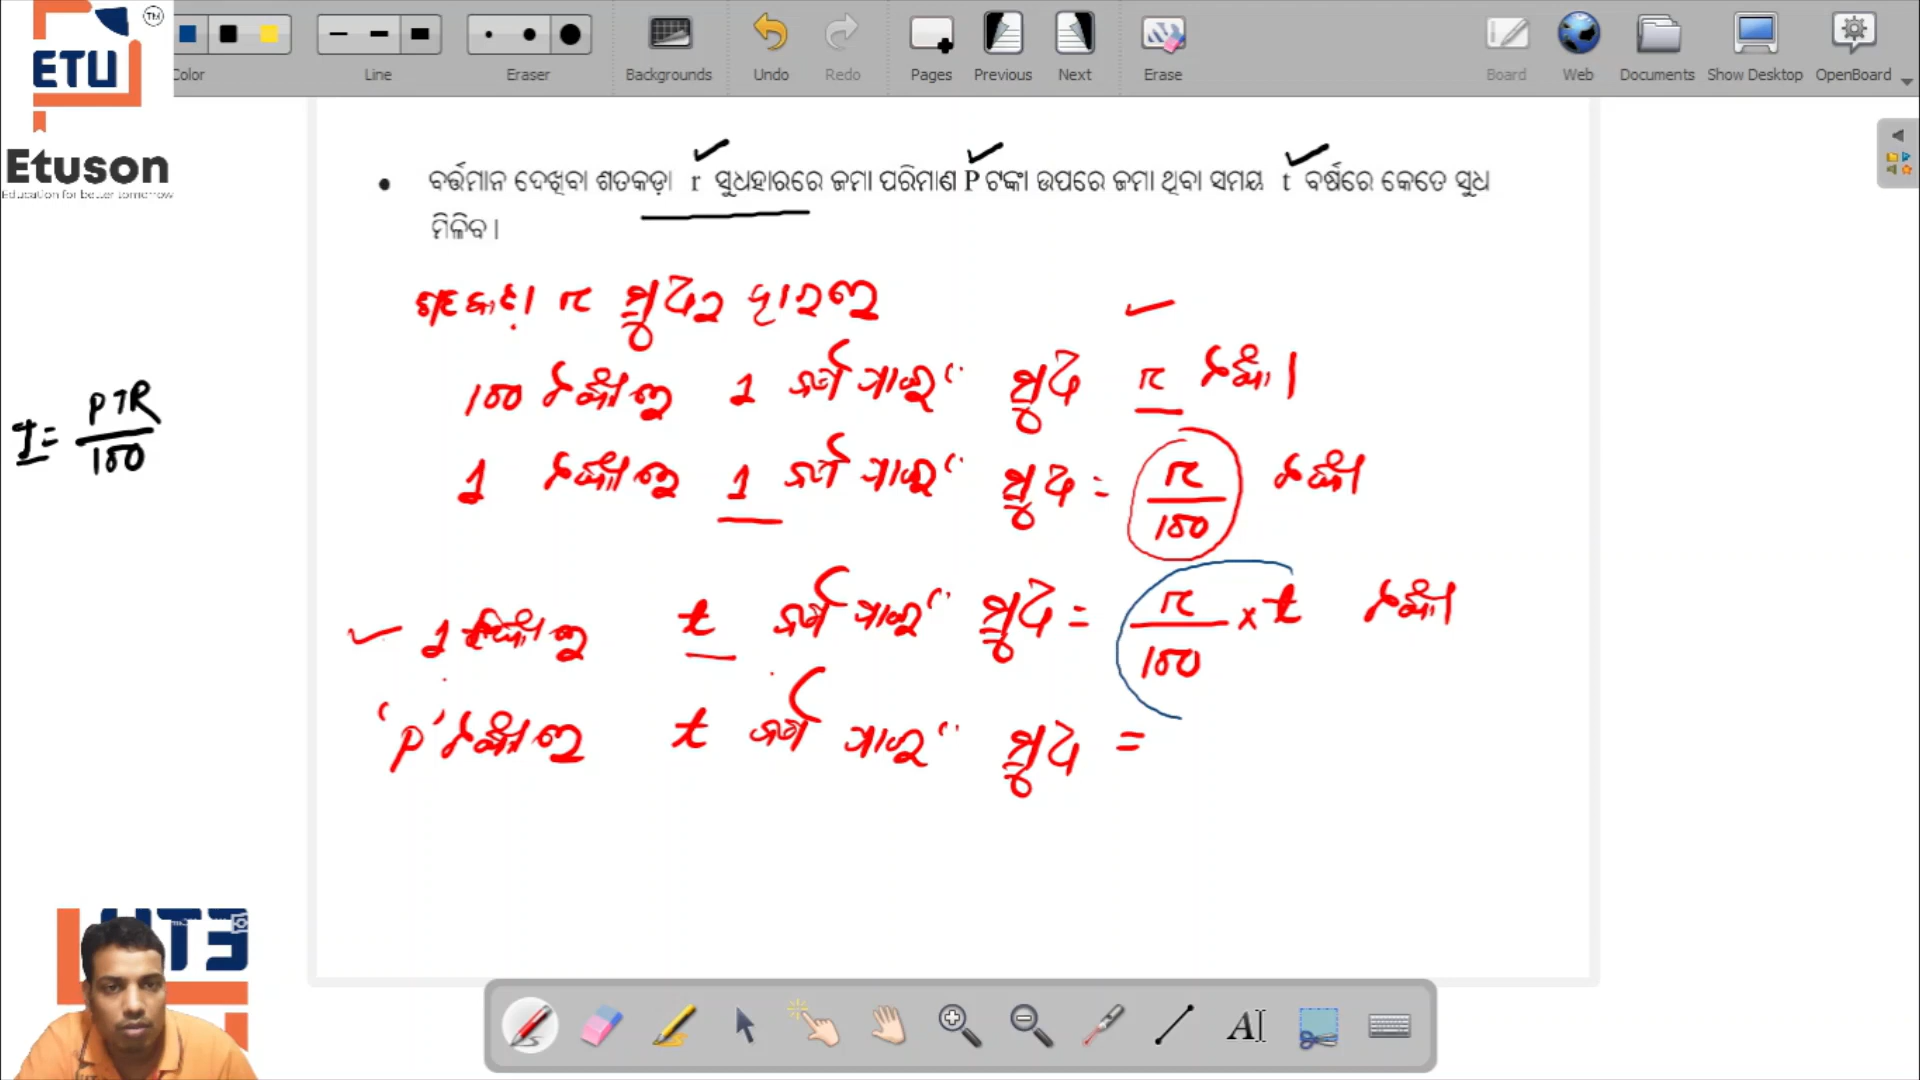 Color Line Eraser Backgrounds Undo Redo Pages Previous Next Erase Board Web Documents Show Desktop OpenBoard
ETU
TM
Etuson
Education for better tomorrow
• ବର୍ତ୍ତମାନ ଦେଖିବା ଶତକଡ଼ା r ସୁଧହାରରେ ଜମା ପରିମାଣ P ଟଙ୍କା ଉପରେ ଜମା ଥିବା ସମୟ t ବର୍ଷରେ କେତେ ସୁଧ
ମିଳିବ।
ଶତକଡ଼ା r ସୁଧର ହାରରେ
100 ଟଙ୍କାର 1 ବର୍ଷ ପାଇଁ ସୁଧ r ଟଙ୍କା।
1 ଟଙ୍କାର 1 ବର୍ଷ ପାଇଁ ସୁଧ = r/100 ଟଙ୍କା
1 ଟଙ୍କାର t ବର୍ଷ ପାଇଁ ସୁଧ = r/100 × t ଟଙ୍କା
'P' ଟଙ୍କାର t ବର୍ଷ ପାଇଁ ସୁଧ =
I = PTR/100